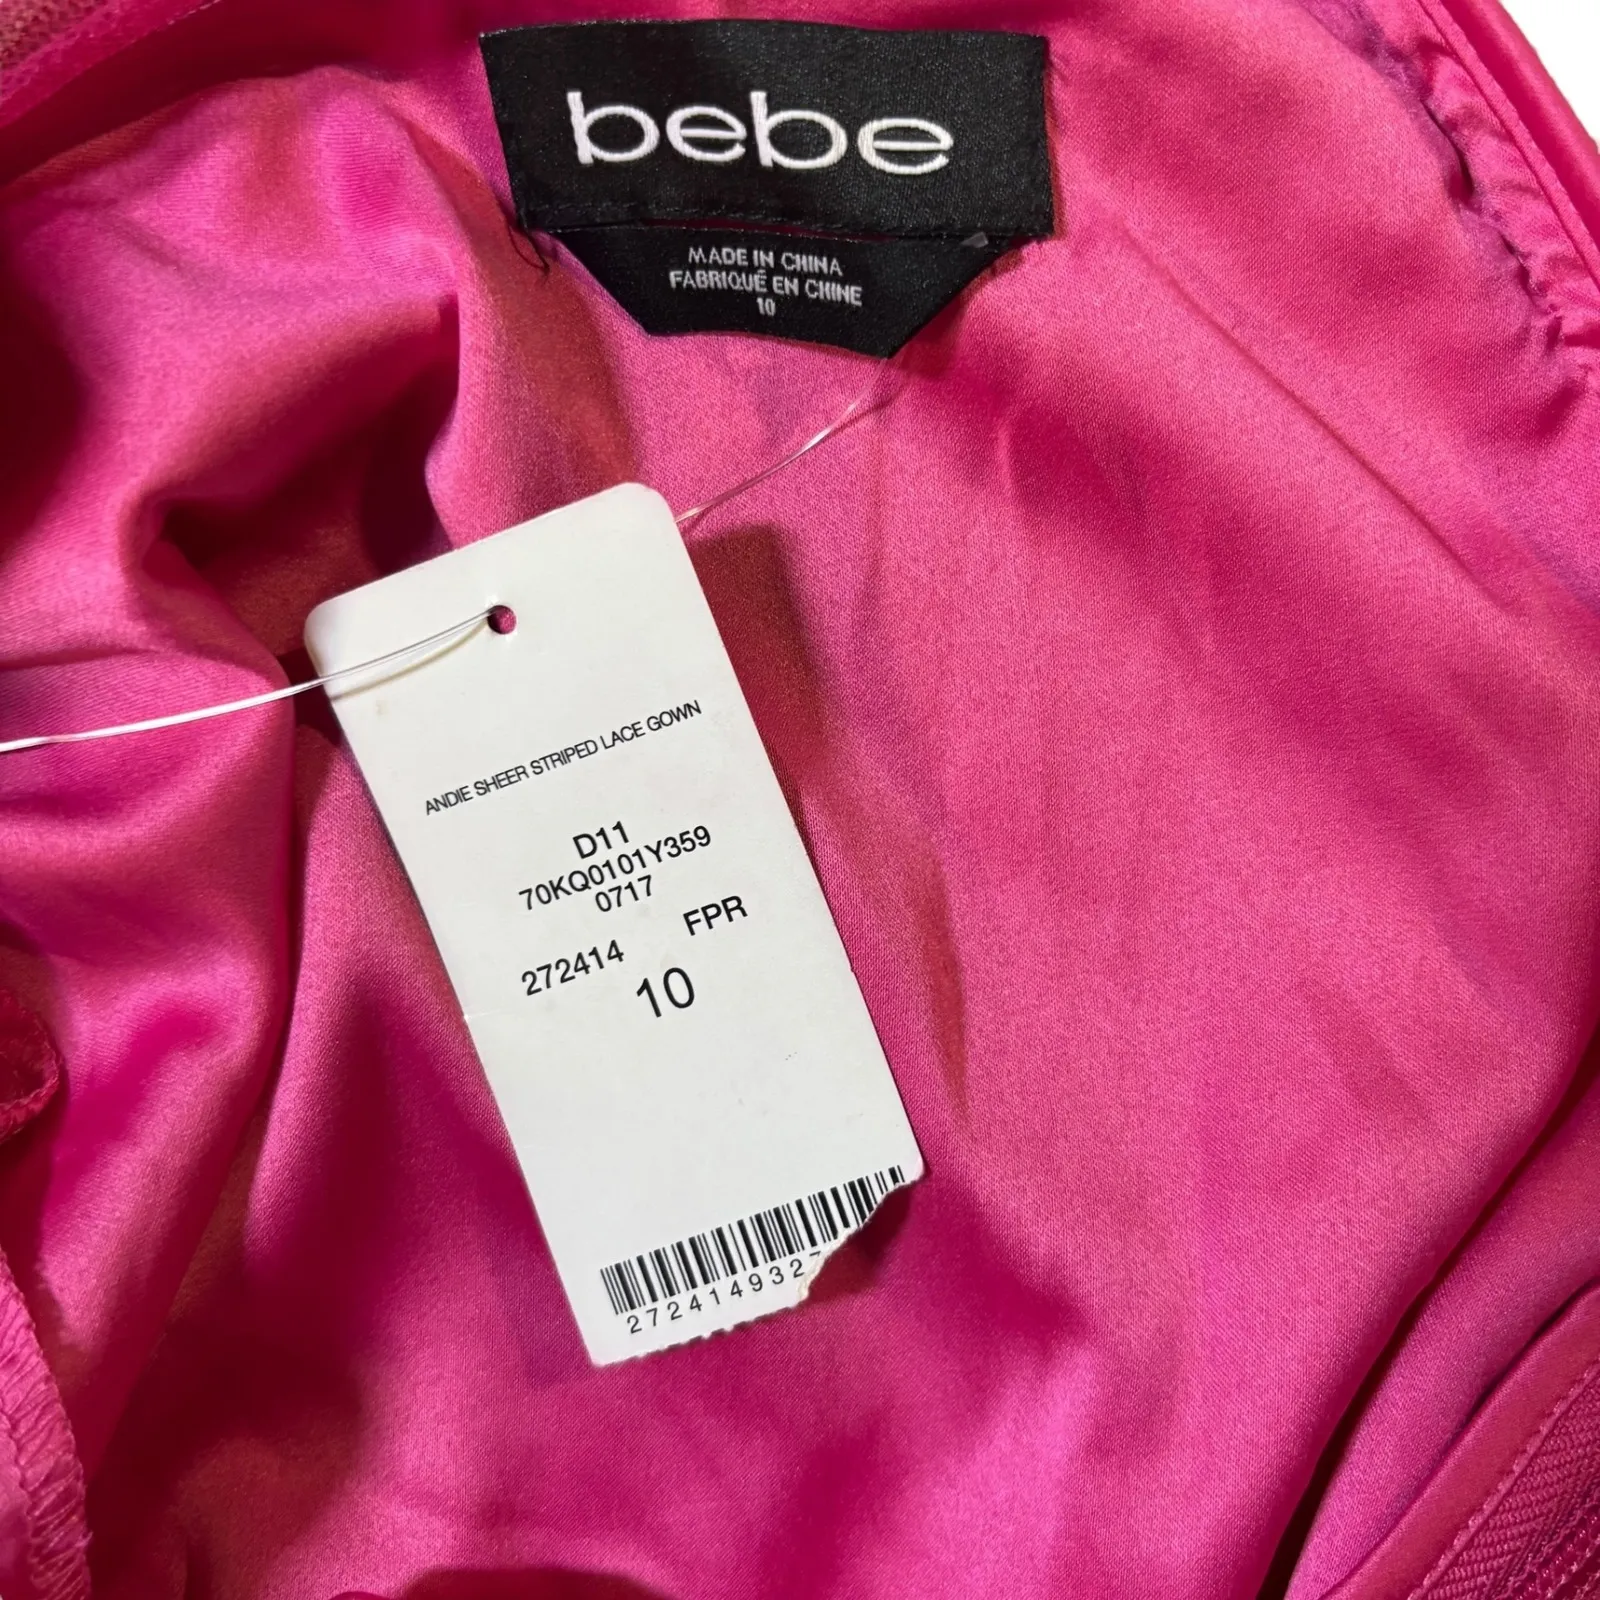 bebe
MADE IN CHINA
FABRIQUÉ EN CHINE
10
ANDIE SHEER STRIPED LACE GOWN
D11
70KQ0101Y359
0717
272414 FPR
10
272414932